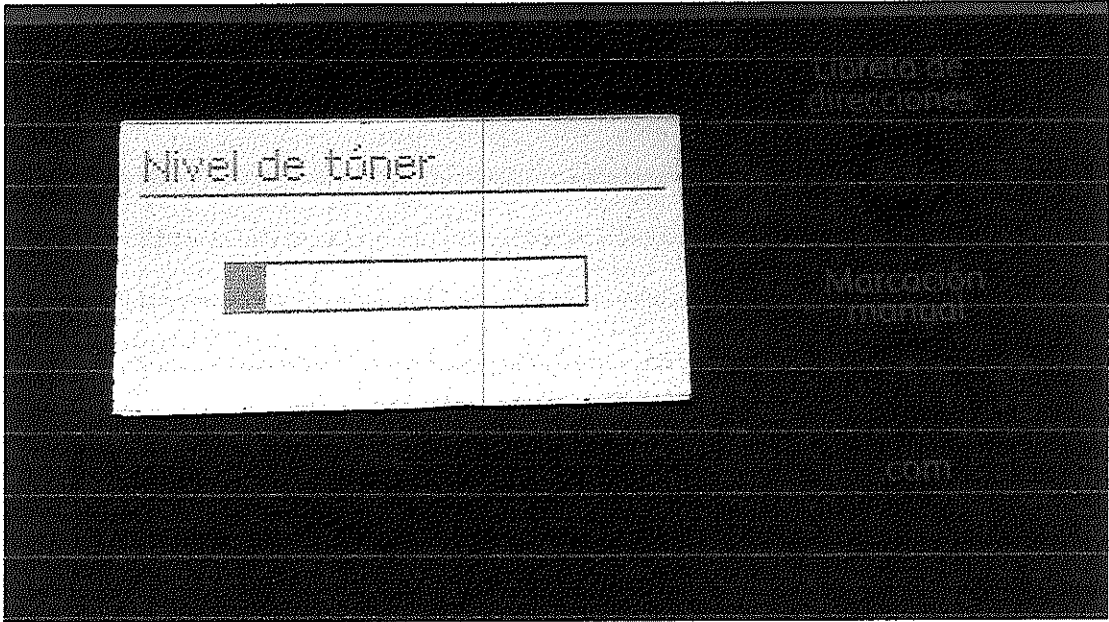 Nivel de tóner
Libreta de
direcciones
Marcación
manual
.com